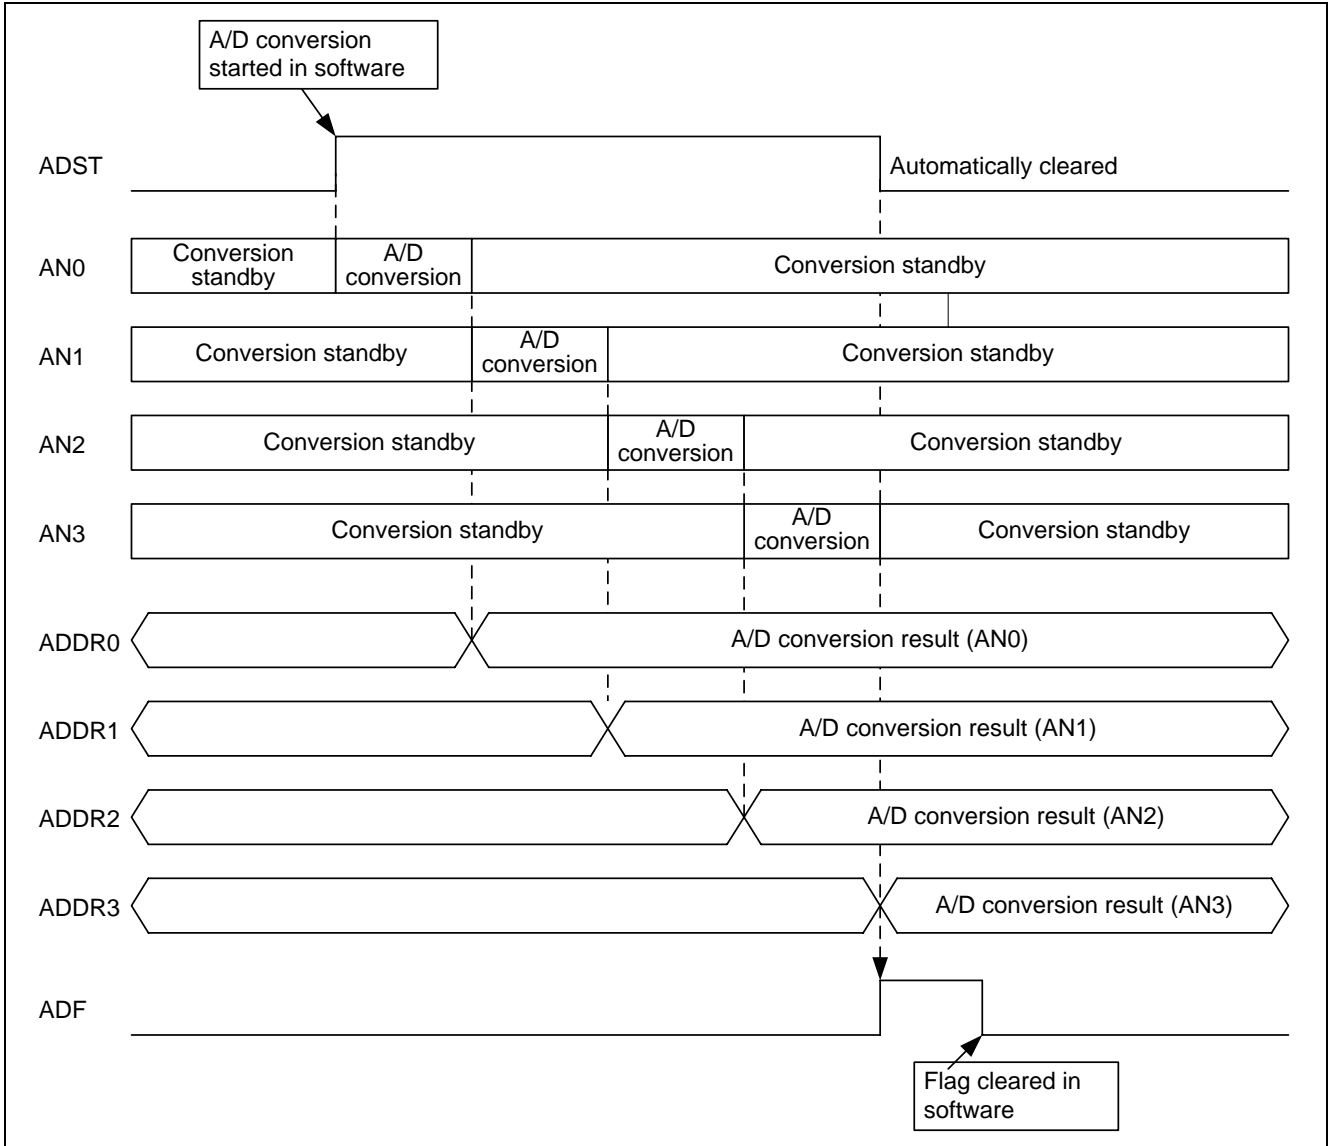 A/D conversion
started in software
ADST
Automatically cleared
AN0
Conversion
standby
A/D
conversion
Conversion standby
AN1
Conversion standby
A/D
conversion
Conversion standby
AN2
Conversion standby
A/D
conversion
Conversion standby
AN3
Conversion standby
A/D
conversion
Conversion standby
ADDR0
A/D conversion result (AN0)
ADDR1
A/D conversion result (AN1)
ADDR2
A/D conversion result (AN2)
ADDR3
A/D conversion result (AN3)
ADF
Flag cleared in
software